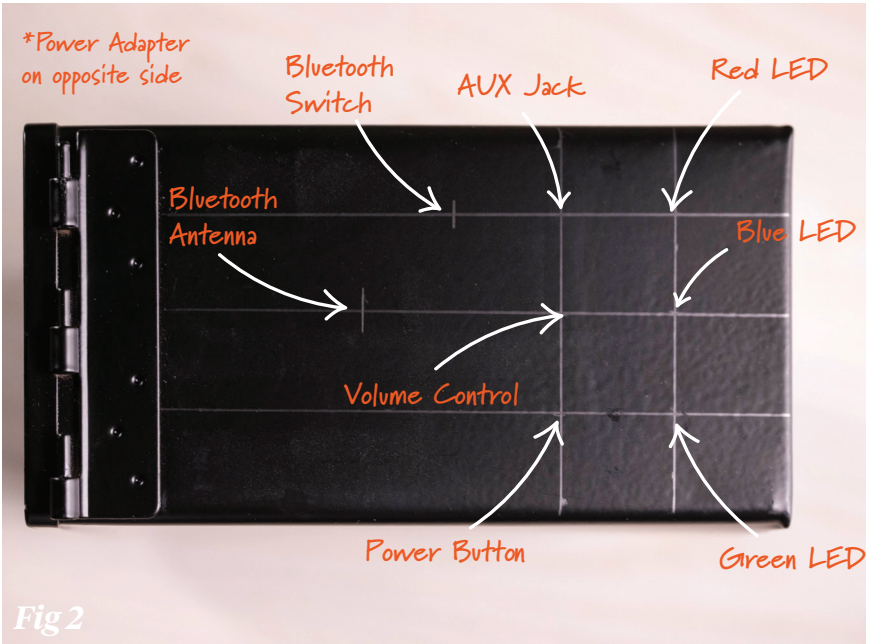 *Power Adapter
on opposite side
Bluetooth
Switch
AUX Jack
Red LED
Bluetooth
Antenna
Blue LED
Volume Control
Power Button
Green LED
Fig 2